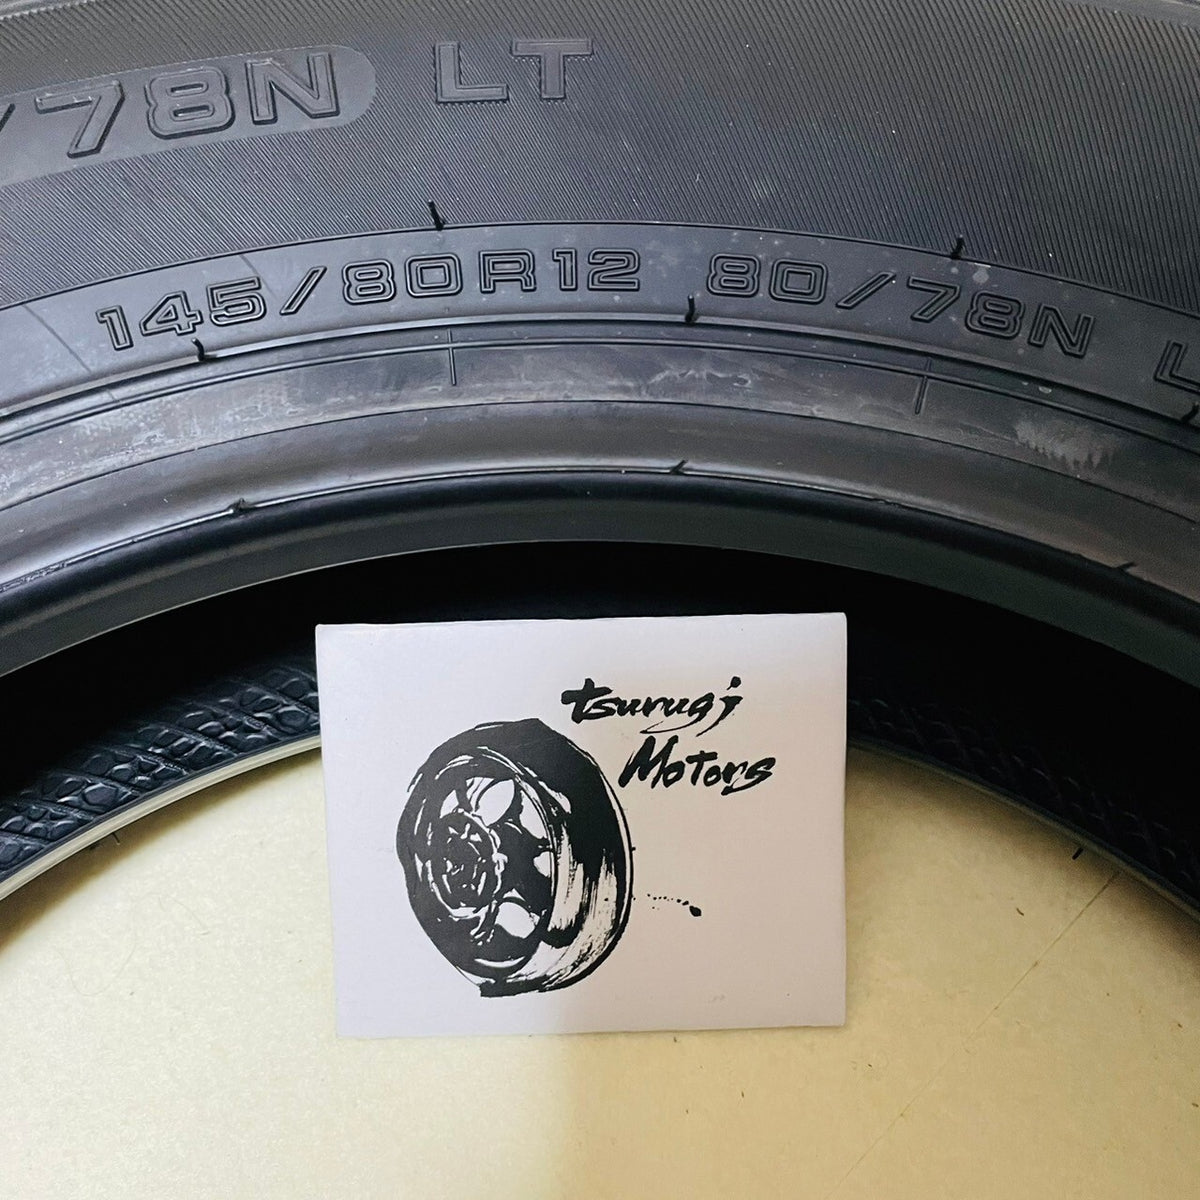 /78N LT
145/80R12 80/78N L
tsurugi
Motors